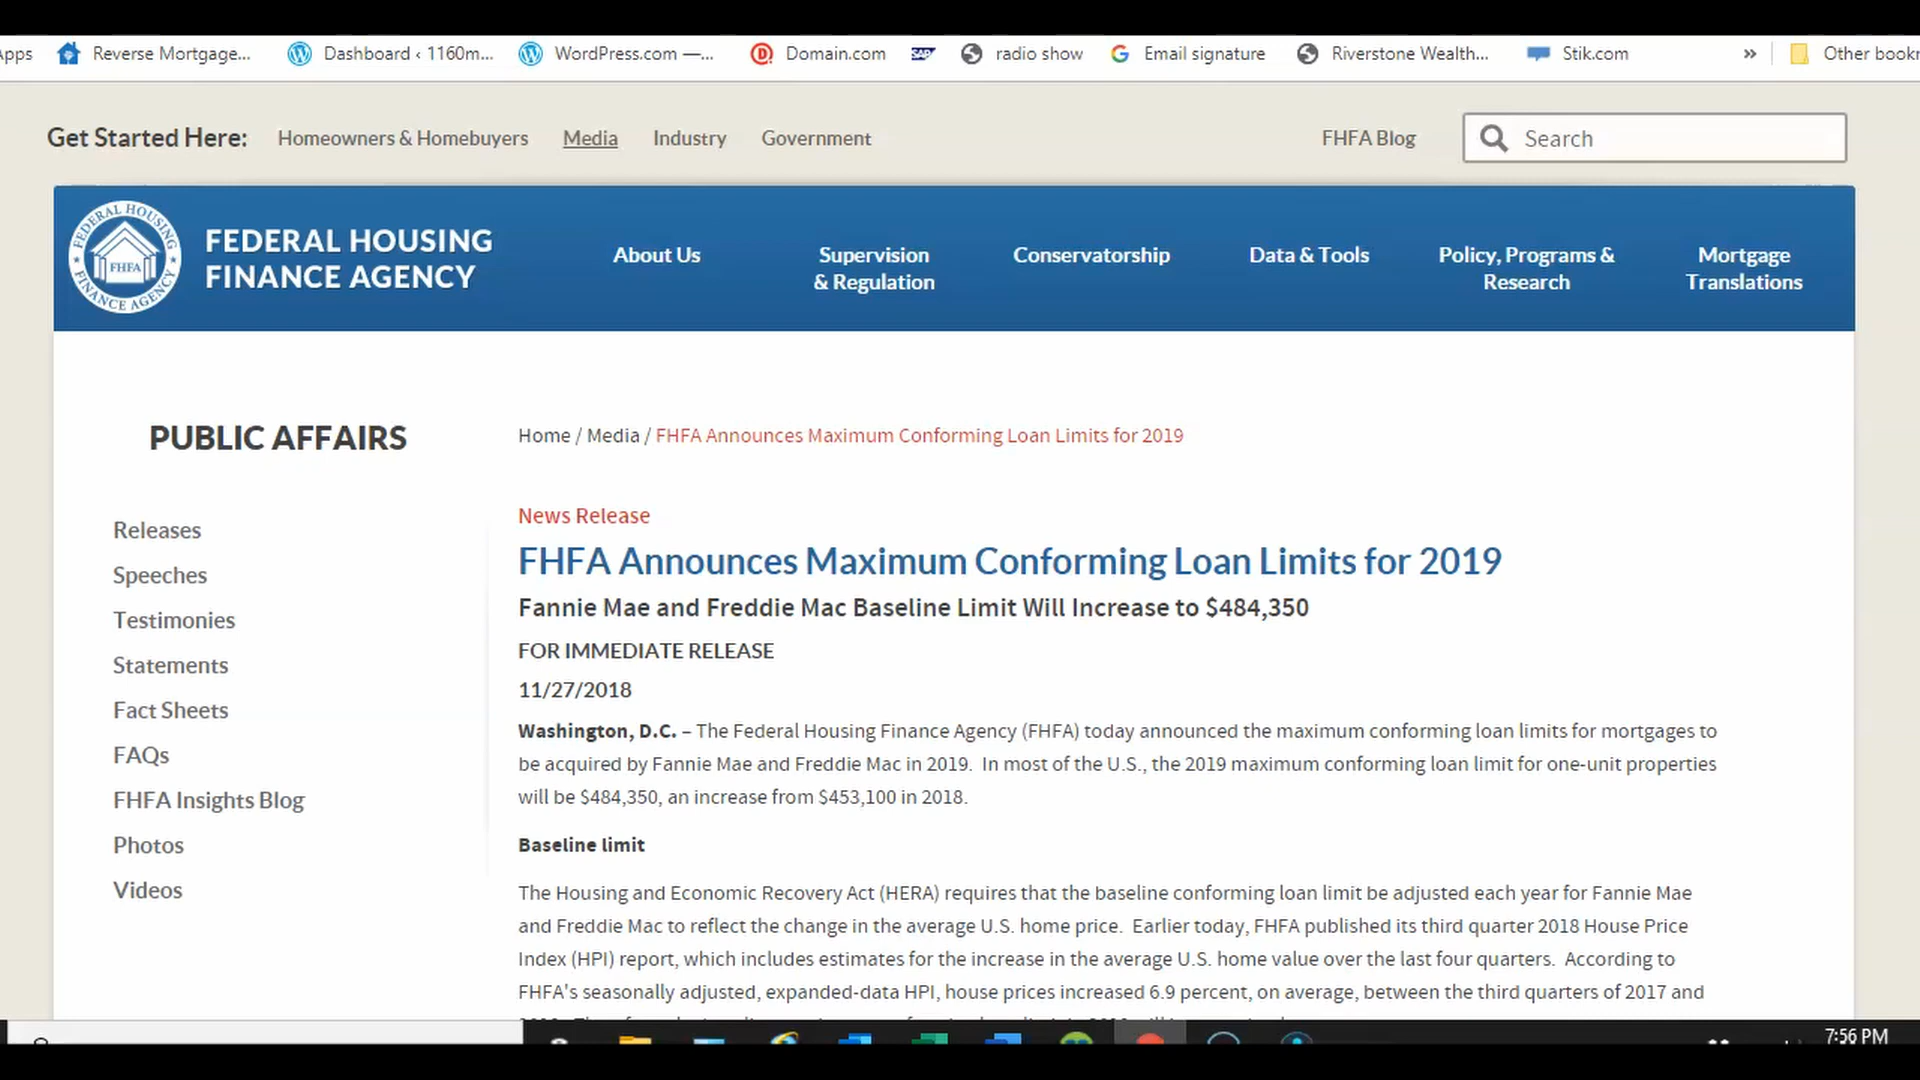 Apps Reverse Mortgage... Dashboard ‹ 1160m... WordPress.com —... Domain.com SAP radio show Email signature Riverstone Wealth... Stik.com » Other bookr
Get Started Here: Homeowners & Homebuyers Media Industry Government FHFA Blog Search
FEDERAL HOUSING FINANCE AGENCY
FHFA
FEDERAL HOUSING
FINANCE AGENCY
About Us
Supervision
& Regulation
Conservatorship
Data & Tools
Policy, Programs &
Research
Mortgage
Translations
PUBLIC AFFAIRS
Releases
Speeches
Testimonies
Statements
Fact Sheets
FAQs
FHFA Insights Blog
Photos
Videos
Home / Media / FHFA Announces Maximum Conforming Loan Limits for 2019
News Release
FHFA Announces Maximum Conforming Loan Limits for 2019
Fannie Mae and Freddie Mac Baseline Limit Will Increase to $484,350
FOR IMMEDIATE RELEASE
11/27/2018
Washington, D.C. – The Federal Housing Finance Agency (FHFA) today announced the maximum conforming loan limits for mortgages to
be acquired by Fannie Mae and Freddie Mac in 2019. In most of the U.S., the 2019 maximum conforming loan limit for one-unit properties
will be $484,350, an increase from $453,100 in 2018.
Baseline limit
The Housing and Economic Recovery Act (HERA) requires that the baseline conforming loan limit be adjusted each year for Fannie Mae
and Freddie Mac to reflect the change in the average U.S. home price. Earlier today, FHFA published its third quarter 2018 House Price
Index (HPI) report, which includes estimates for the increase in the average U.S. home value over the last four quarters. According to
FHFA's seasonally adjusted, expanded-data HPI, house prices increased 6.9 percent, on average, between the third quarters of 2017 and
7:56 PM